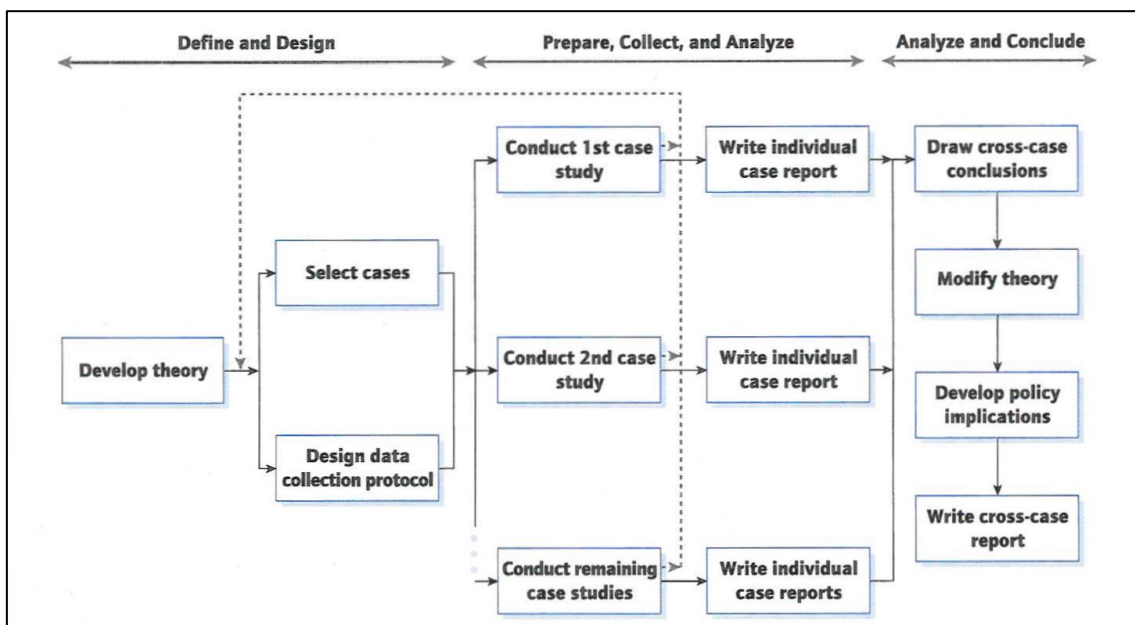 Define and Design
Prepare, Collect, and Analyze
Analyze and Conclude
Conduct 1st case
study
Write individual
case report
Draw cross-case
conclusions
Select cases
Modify theory
Develop theory
Conduct 2nd case
study
Write individual
case report
Develop policy
implications
Design data
collection protocol
Write cross-case
report
Conduct remaining
case studies
Write individual
case reports